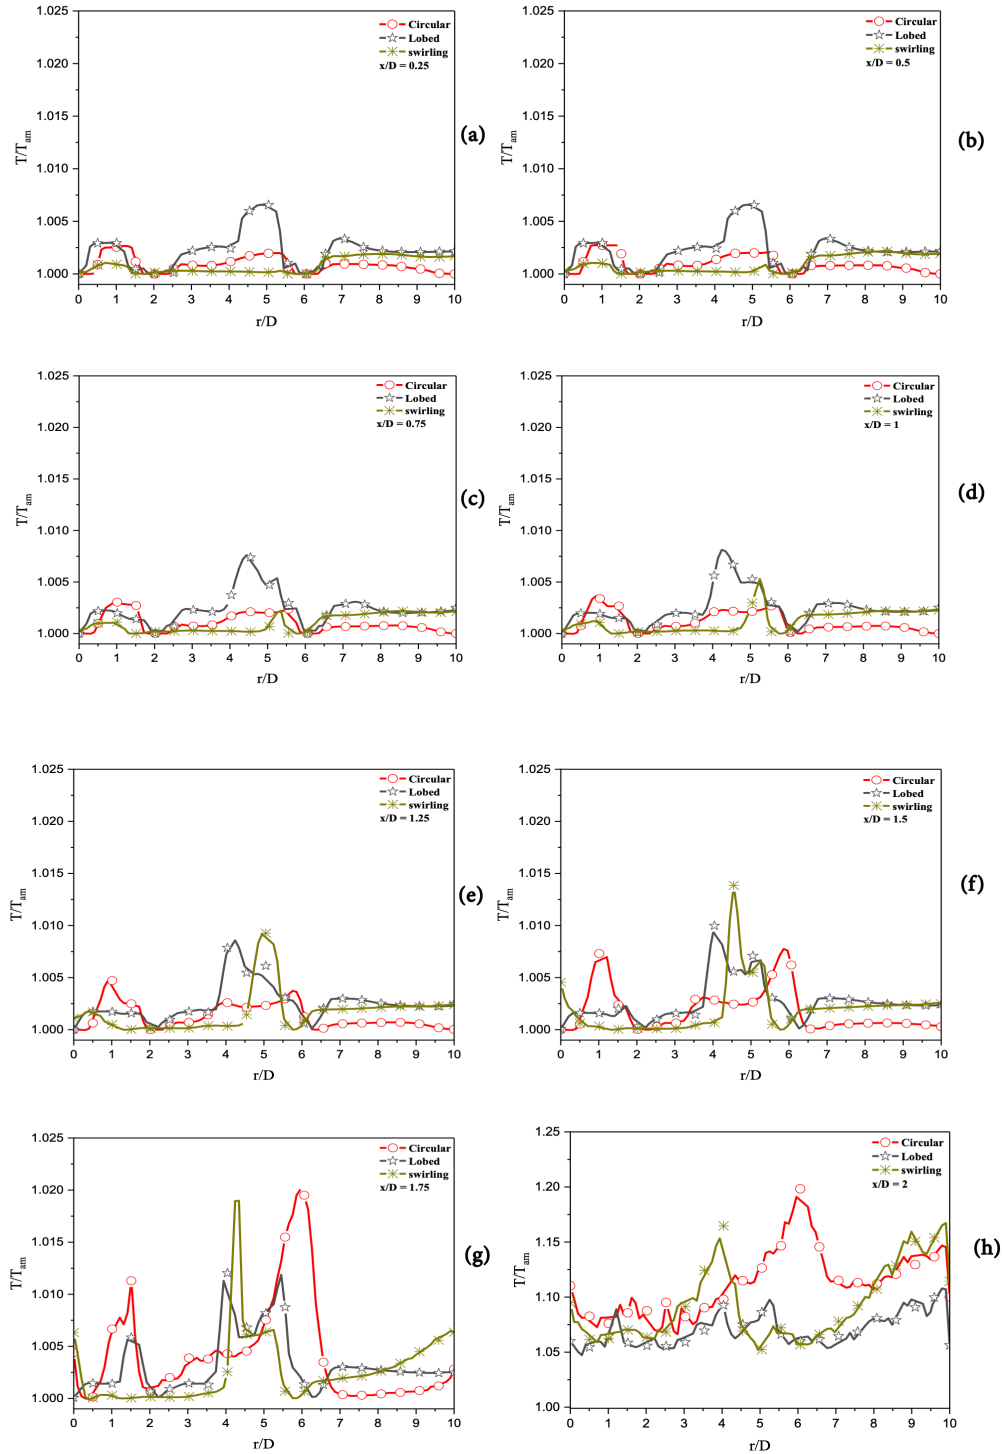 1.025
1.020
1.015
1.010
1.005
1.000
T/Tam
0 1 2 3 4 5 6 7 8 9 10
r/D
Circular
Lobed
swirling
x/D = 0.25
(a)
1.025
1.020
1.015
1.010
1.005
1.000
T/Tam
0 1 2 3 4 5 6 7 8 9 10
r/D
Circular
Lobed
swirling
x/D = 0.5
(b)
1.025
1.020
1.015
1.010
1.005
1.000
T/Tam
0 1 2 3 4 5 6 7 8 9 10
r/D
Circular
Lobed
swirling
x/D = 0.75
(c)
1.025
1.020
1.015
1.010
1.005
1.000
T/Tam
0 1 2 3 4 5 6 7 8 9 10
r/D
Circular
Lobed
swirling
x/D = 1
(d)
1.025
1.020
1.015
1.010
1.005
1.000
T/Tam
0 1 2 3 4 5 6 7 8 9 10
r/D
Circular
Lobed
swirling
x/D = 1.25
(e)
1.025
1.020
1.015
1.010
1.005
1.000
T/Tam
0 1 2 3 4 5 6 7 8 9 10
r/D
Circular
Lobed
swirling
x/D = 1.5
(f)
1.025
1.020
1.015
1.010
1.005
1.000
T/Tam
0 1 2 3 4 5 6 7 8 9 10
r/D
Circular
Lobed
swirling
x/D = 1.75
(g)
1.25
1.20
1.15
1.10
1.05
1.00
T/Tam
0 1 2 3 4 5 6 7 8 9 10
r/D
Circular
Lobed
swirling
x/D = 2
(h)